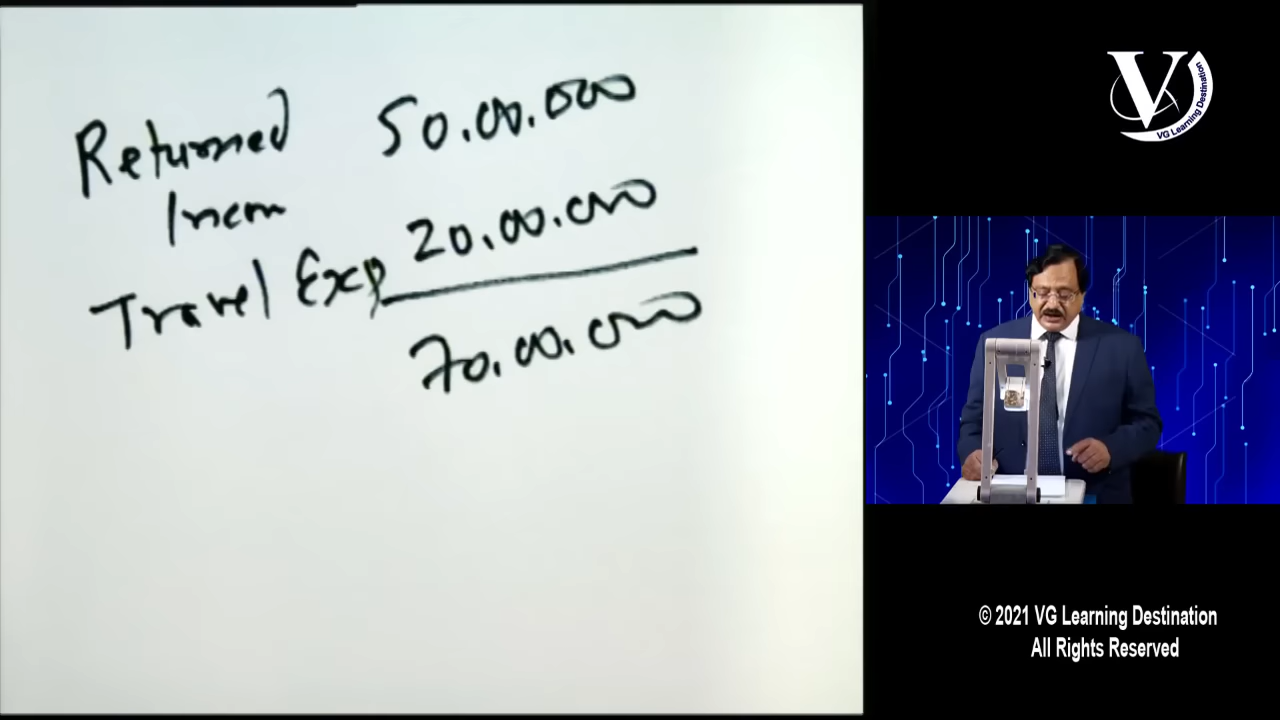 Returned 50.00.000
Incm
Travel Exp 20.00.000
70.00.000
V
VG Learning Destination
© 2021 VG Learning Destination
All Rights Reserved